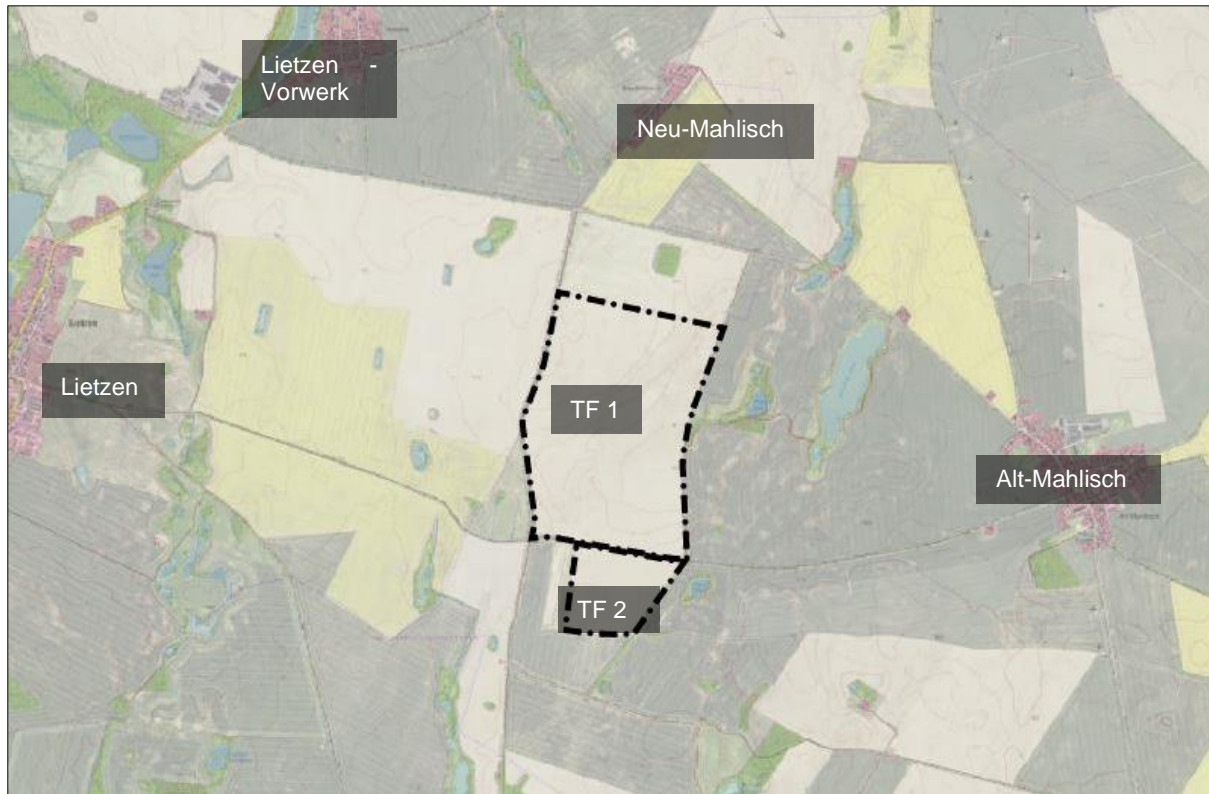 Lietzen -
Vorwerk
Neu-Mahlisch
Lietzen
TF 1
Alt-Mahlisch
TF 2